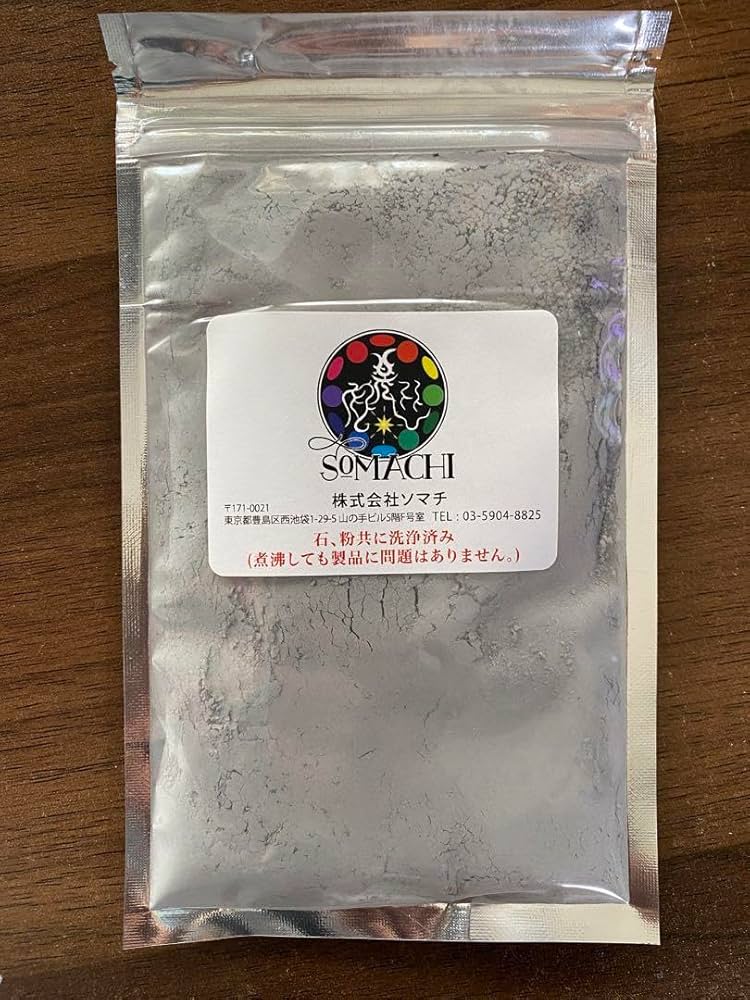 SOMACHI
株式会社ソマチ
〒171-0021
東京都豊島区西池袋1-29-5 山の手ビル5階F号室 TEL : 03-5904-8825
石、粉共に洗浄済み
(煮沸しても製品に問題はありません。)